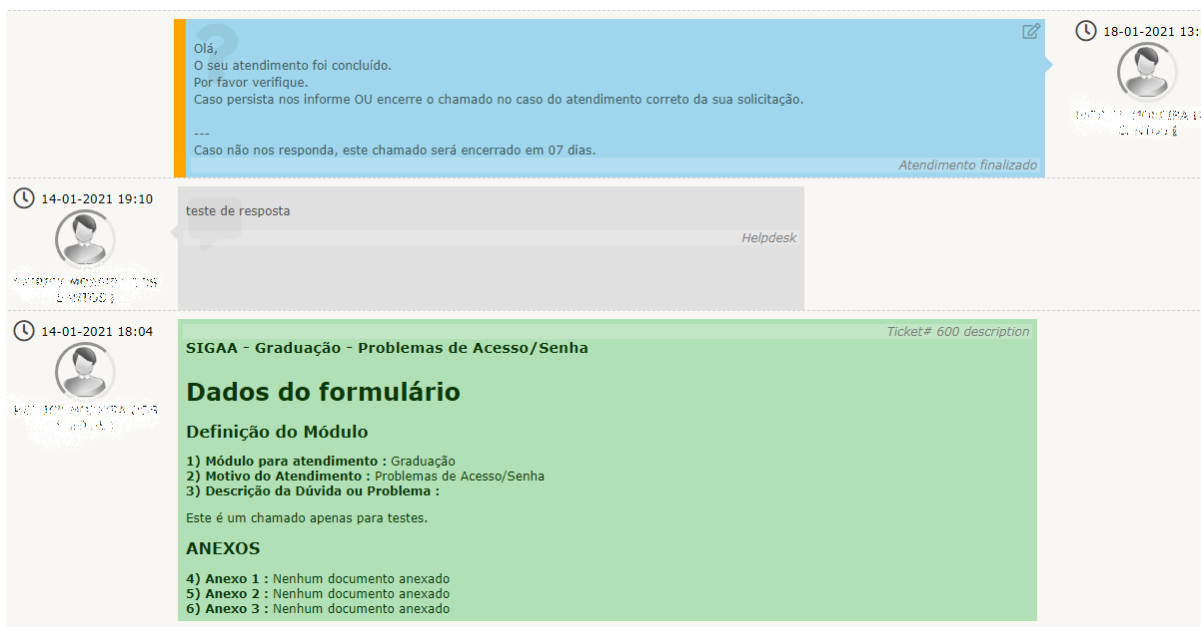 Olá,
O seu atendimento foi concluído.
Por favor verifique.
Caso persista nos informe OU encerre o chamado no caso do atendimento correto da sua solicitação.
---
Caso não nos responda, este chamado será encerrado em 07 dias.
Atendimento finalizado
18-01-2021 13:
14-01-2021 19:10
teste de resposta
Helpdesk
14-01-2021 18:04
Ticket# 600 description
SIGAA - Graduação - Problemas de Acesso/Senha
Dados do formulário
Definição do Módulo
1) Módulo para atendimento : Graduação
2) Motivo do Atendimento : Problemas de Acesso/Senha
3) Descrição da Dúvida ou Problema :
Este é um chamado apenas para testes.
ANEXOS
4) Anexo 1 : Nenhum documento anexado
5) Anexo 2 : Nenhum documento anexado
6) Anexo 3 : Nenhum documento anexado